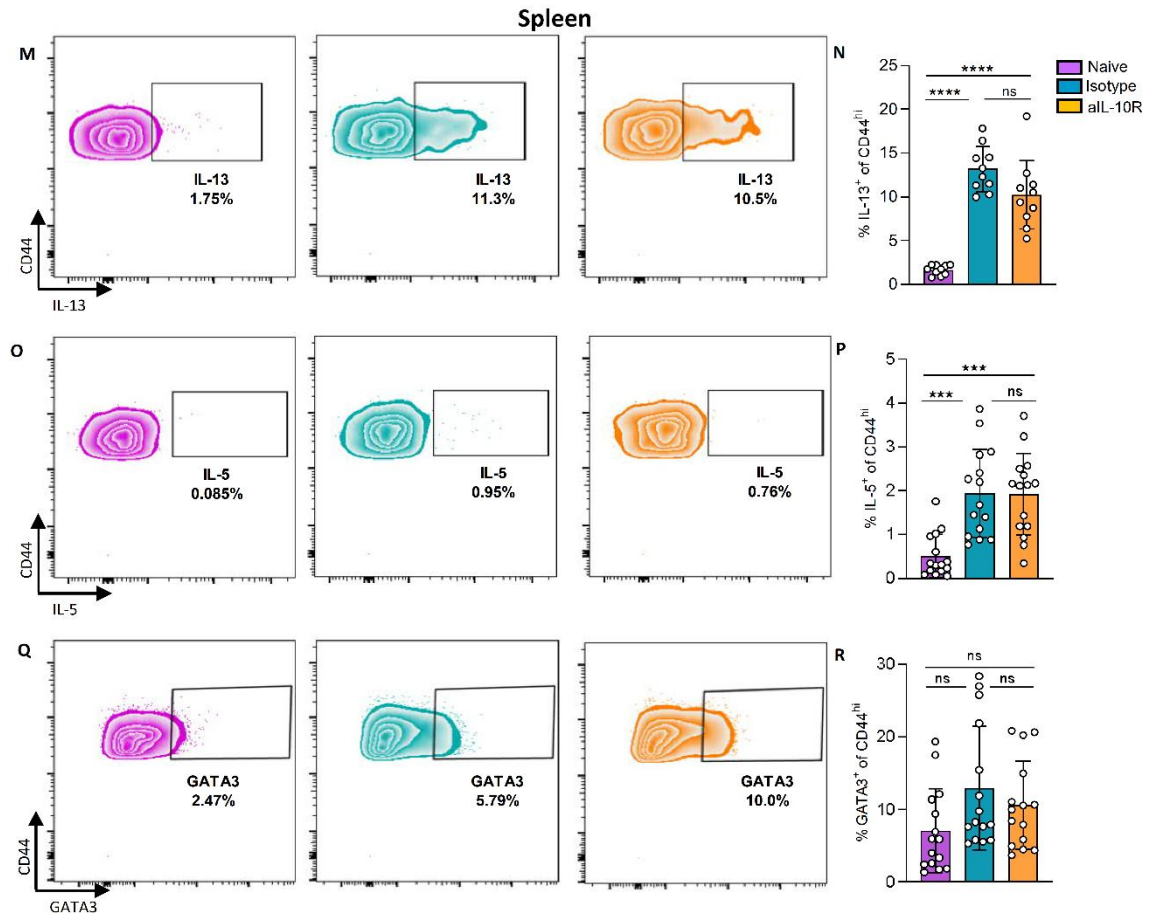 Spleen
M
IL-13
1.75%
IL-13
11.3%
IL-13
10.5%
CD44
IL-13
N
25
20
15
10
5
0
% IL-13+ of CD44hi
****
****
ns
Naive
Isotype
aIL-10R
O
IL-5
0.085%
IL-5
0.95%
IL-5
0.76%
CD44
IL-5
P
5
4
3
2
1
0
% IL-5+ of CD44hi
***
***
ns
Q
GATA3
2.47%
GATA3
5.79%
GATA3
10.0%
CD44
GATA3
R
30
20
10
0
% GATA3+ of CD44hi
ns
ns
ns